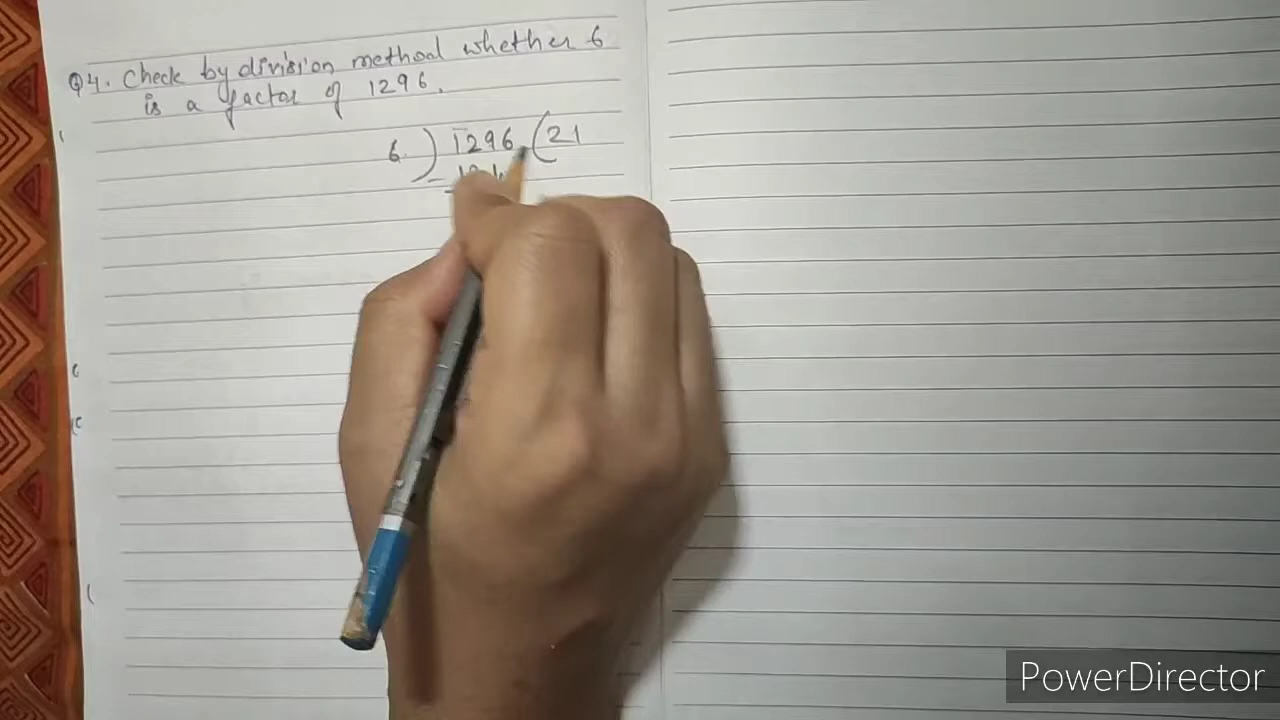 Q4. Check by division method whether 6
is a factor of 1296.
6 ) 1296 ( 21
PowerDirector